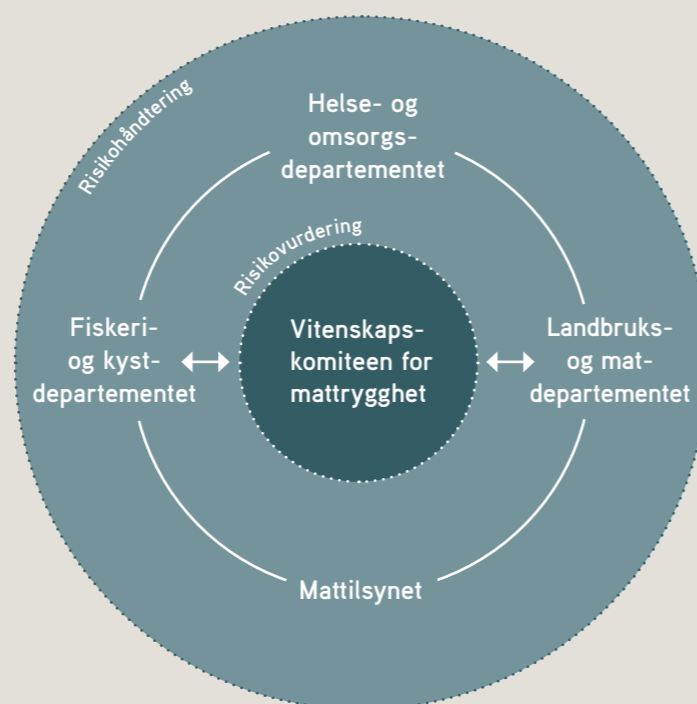 Risikohåndtering
Helse- og
omsorgs-
departementet
Risikovurdering
Fiskeri-
og kyst-
departementet
Vitenskaps-
komiteen for
mattrygghet
Landbruks-
og mat-
departementet
Mattilsynet